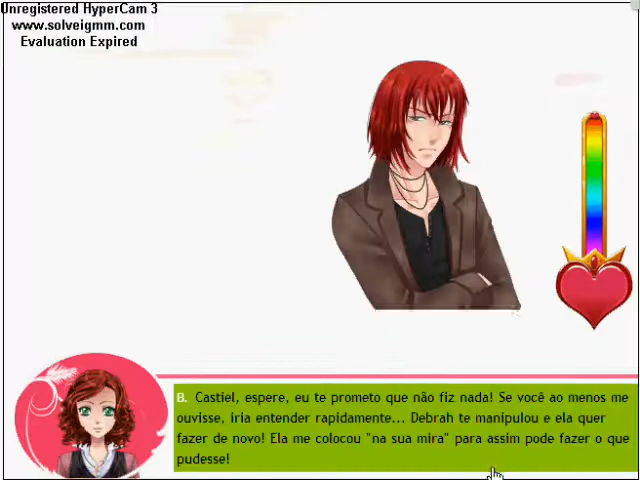 Unregistered HyperCam 3
www.solveigmm.com
Evaluation Expired
B. Castiel, espere, eu te prometo que não fiz nada! Se você ao menos me
ouvisse, iria entender rapidamente... Debrah te manipulou e ela quer
fazer de novo! Ela me colocou "na sua mira" para assim pode fazer o que
pudesse!